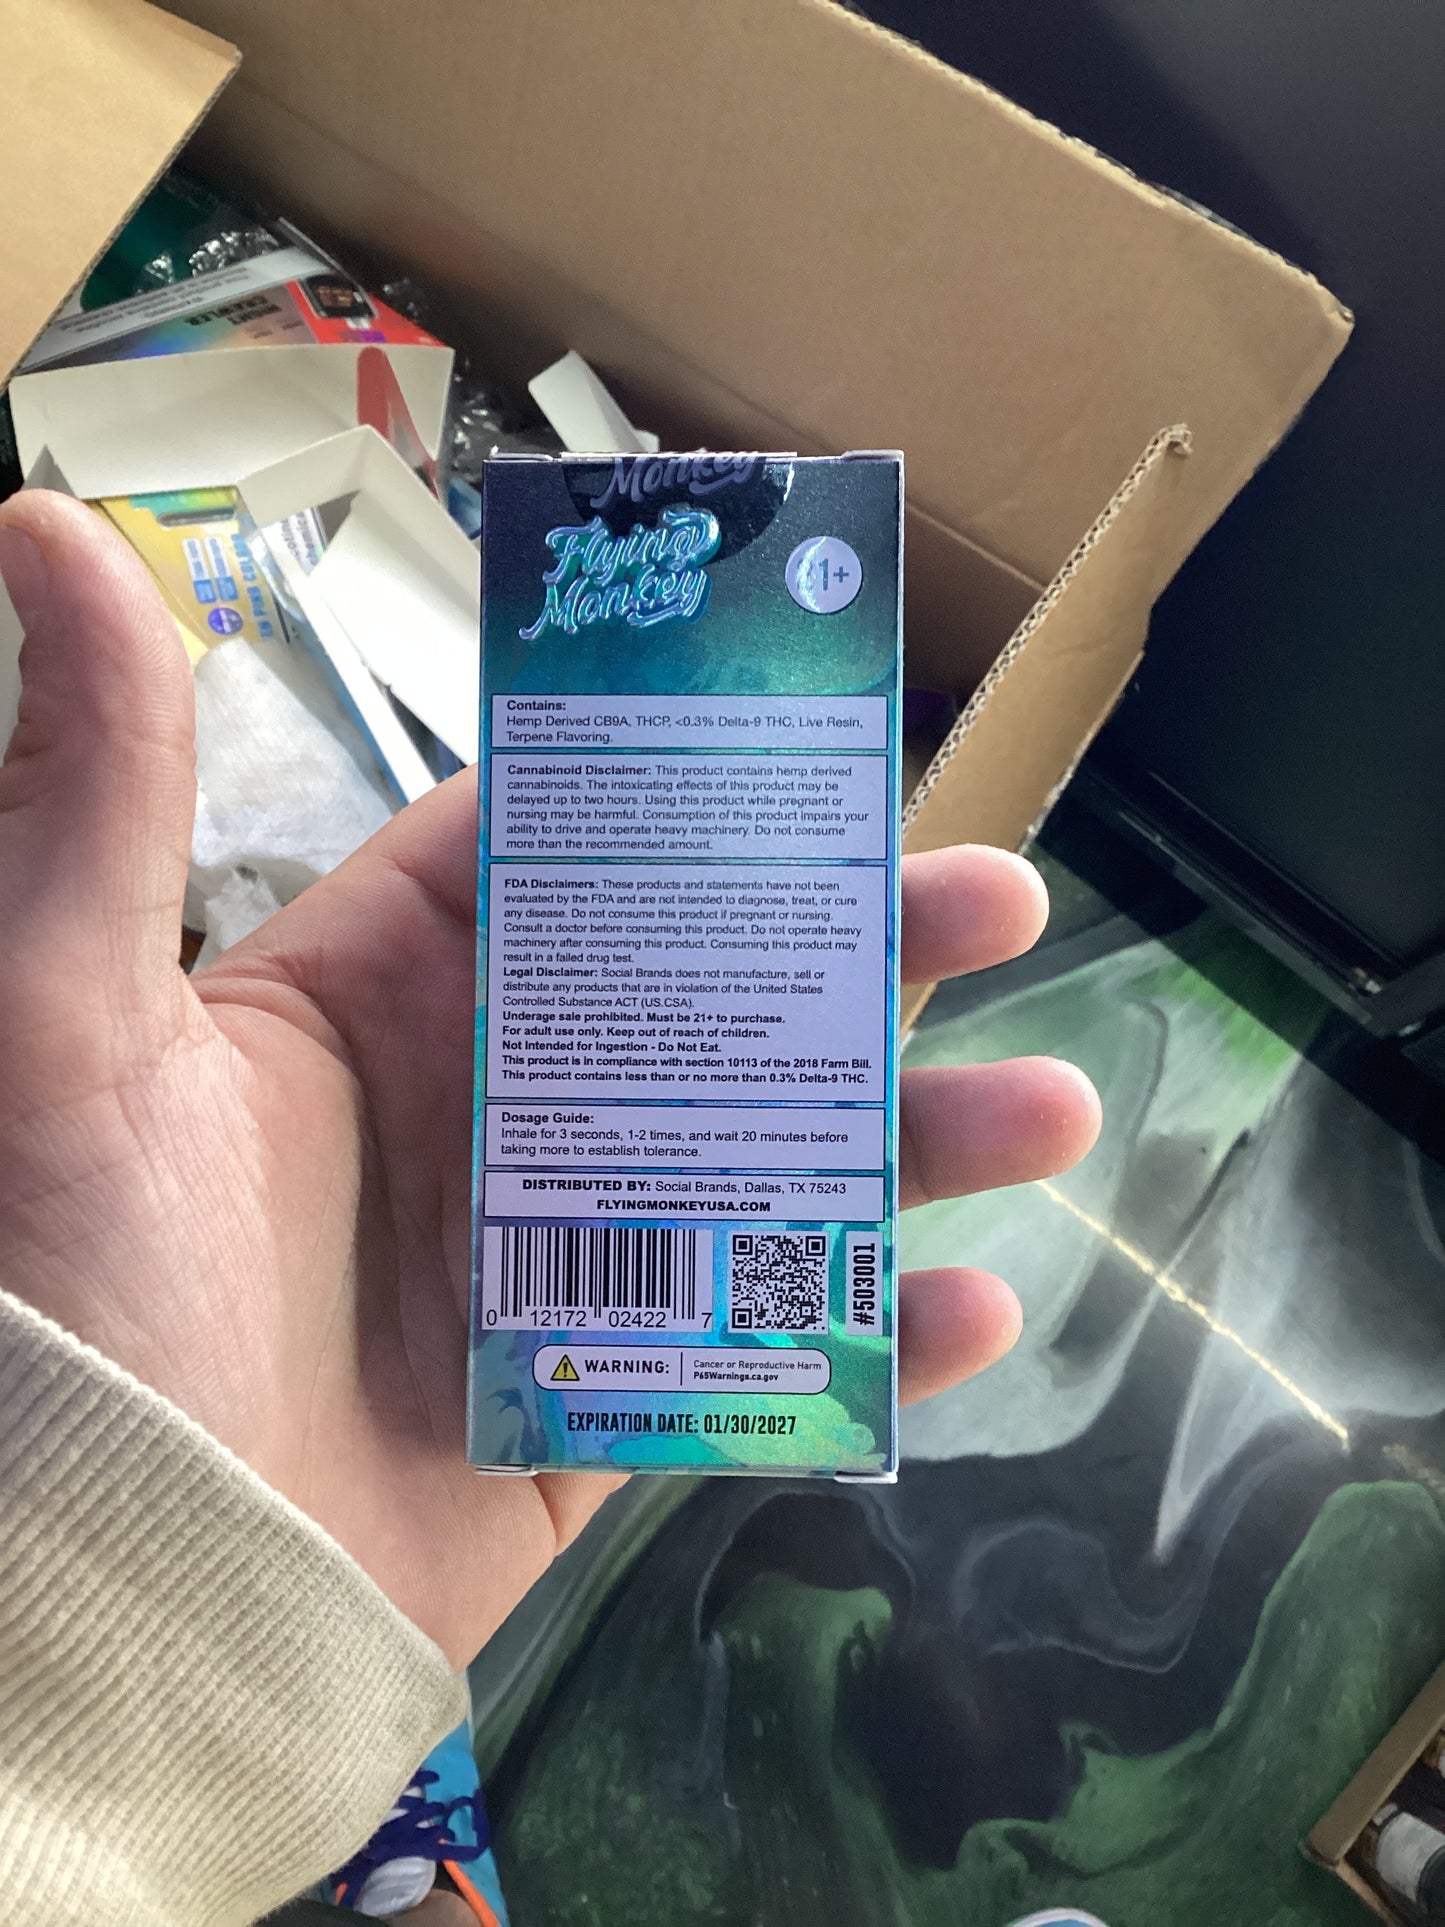 Monkey
Flying
Monkey
1+
Contains:
Hemp Derived CB9A, THCP, <0.3% Delta-9 THC, Live Resin,
Terpene Flavoring.
Cannabinoid Disclaimer: This product contains hemp derived
cannabinoids. The intoxicating effects of this product may be
delayed up to two hours. Using this product while pregnant or
nursing may be harmful. Consumption of this product impairs your
ability to drive and operate heavy machinery. Do not consume
more than the recommended amount.
FDA Disclaimers: These products and statements have not been
evaluated by the FDA and are not intended to diagnose, treat, or cure
any disease. Do not consume this product if pregnant or nursing.
Consult a doctor before consuming this product. Do not operate heavy
machinery after consuming this product. Consuming this product may
result in a failed drug test.
Legal Disclaimer: Social Brands does not manufacture, sell or
distribute any products that are in violation of the United States
Controlled Substance ACT (US.CSA).
Underage sale prohibited. Must be 21+ to purchase.
For adult use only. Keep out of reach of children.
Not Intended for Ingestion - Do Not Eat.
This product is in compliance with section 10113 of the 2018 Farm Bill.
This product contains less than or no more than 0.3% Delta-9 THC.
Dosage Guide:
Inhale for 3 seconds, 1-2 times, and wait 20 minutes before
taking more to establish tolerance.
DISTRIBUTED BY: Social Brands, Dallas, TX 75243
FLYINGMONKEYUSA.COM
0 12172 02422 7
#503001
WARNING: Cancer or Reproductive Harm
P65Warnings.ca.gov
EXPIRATION DATE: 01/30/2027
NIGHT
CRAWLER